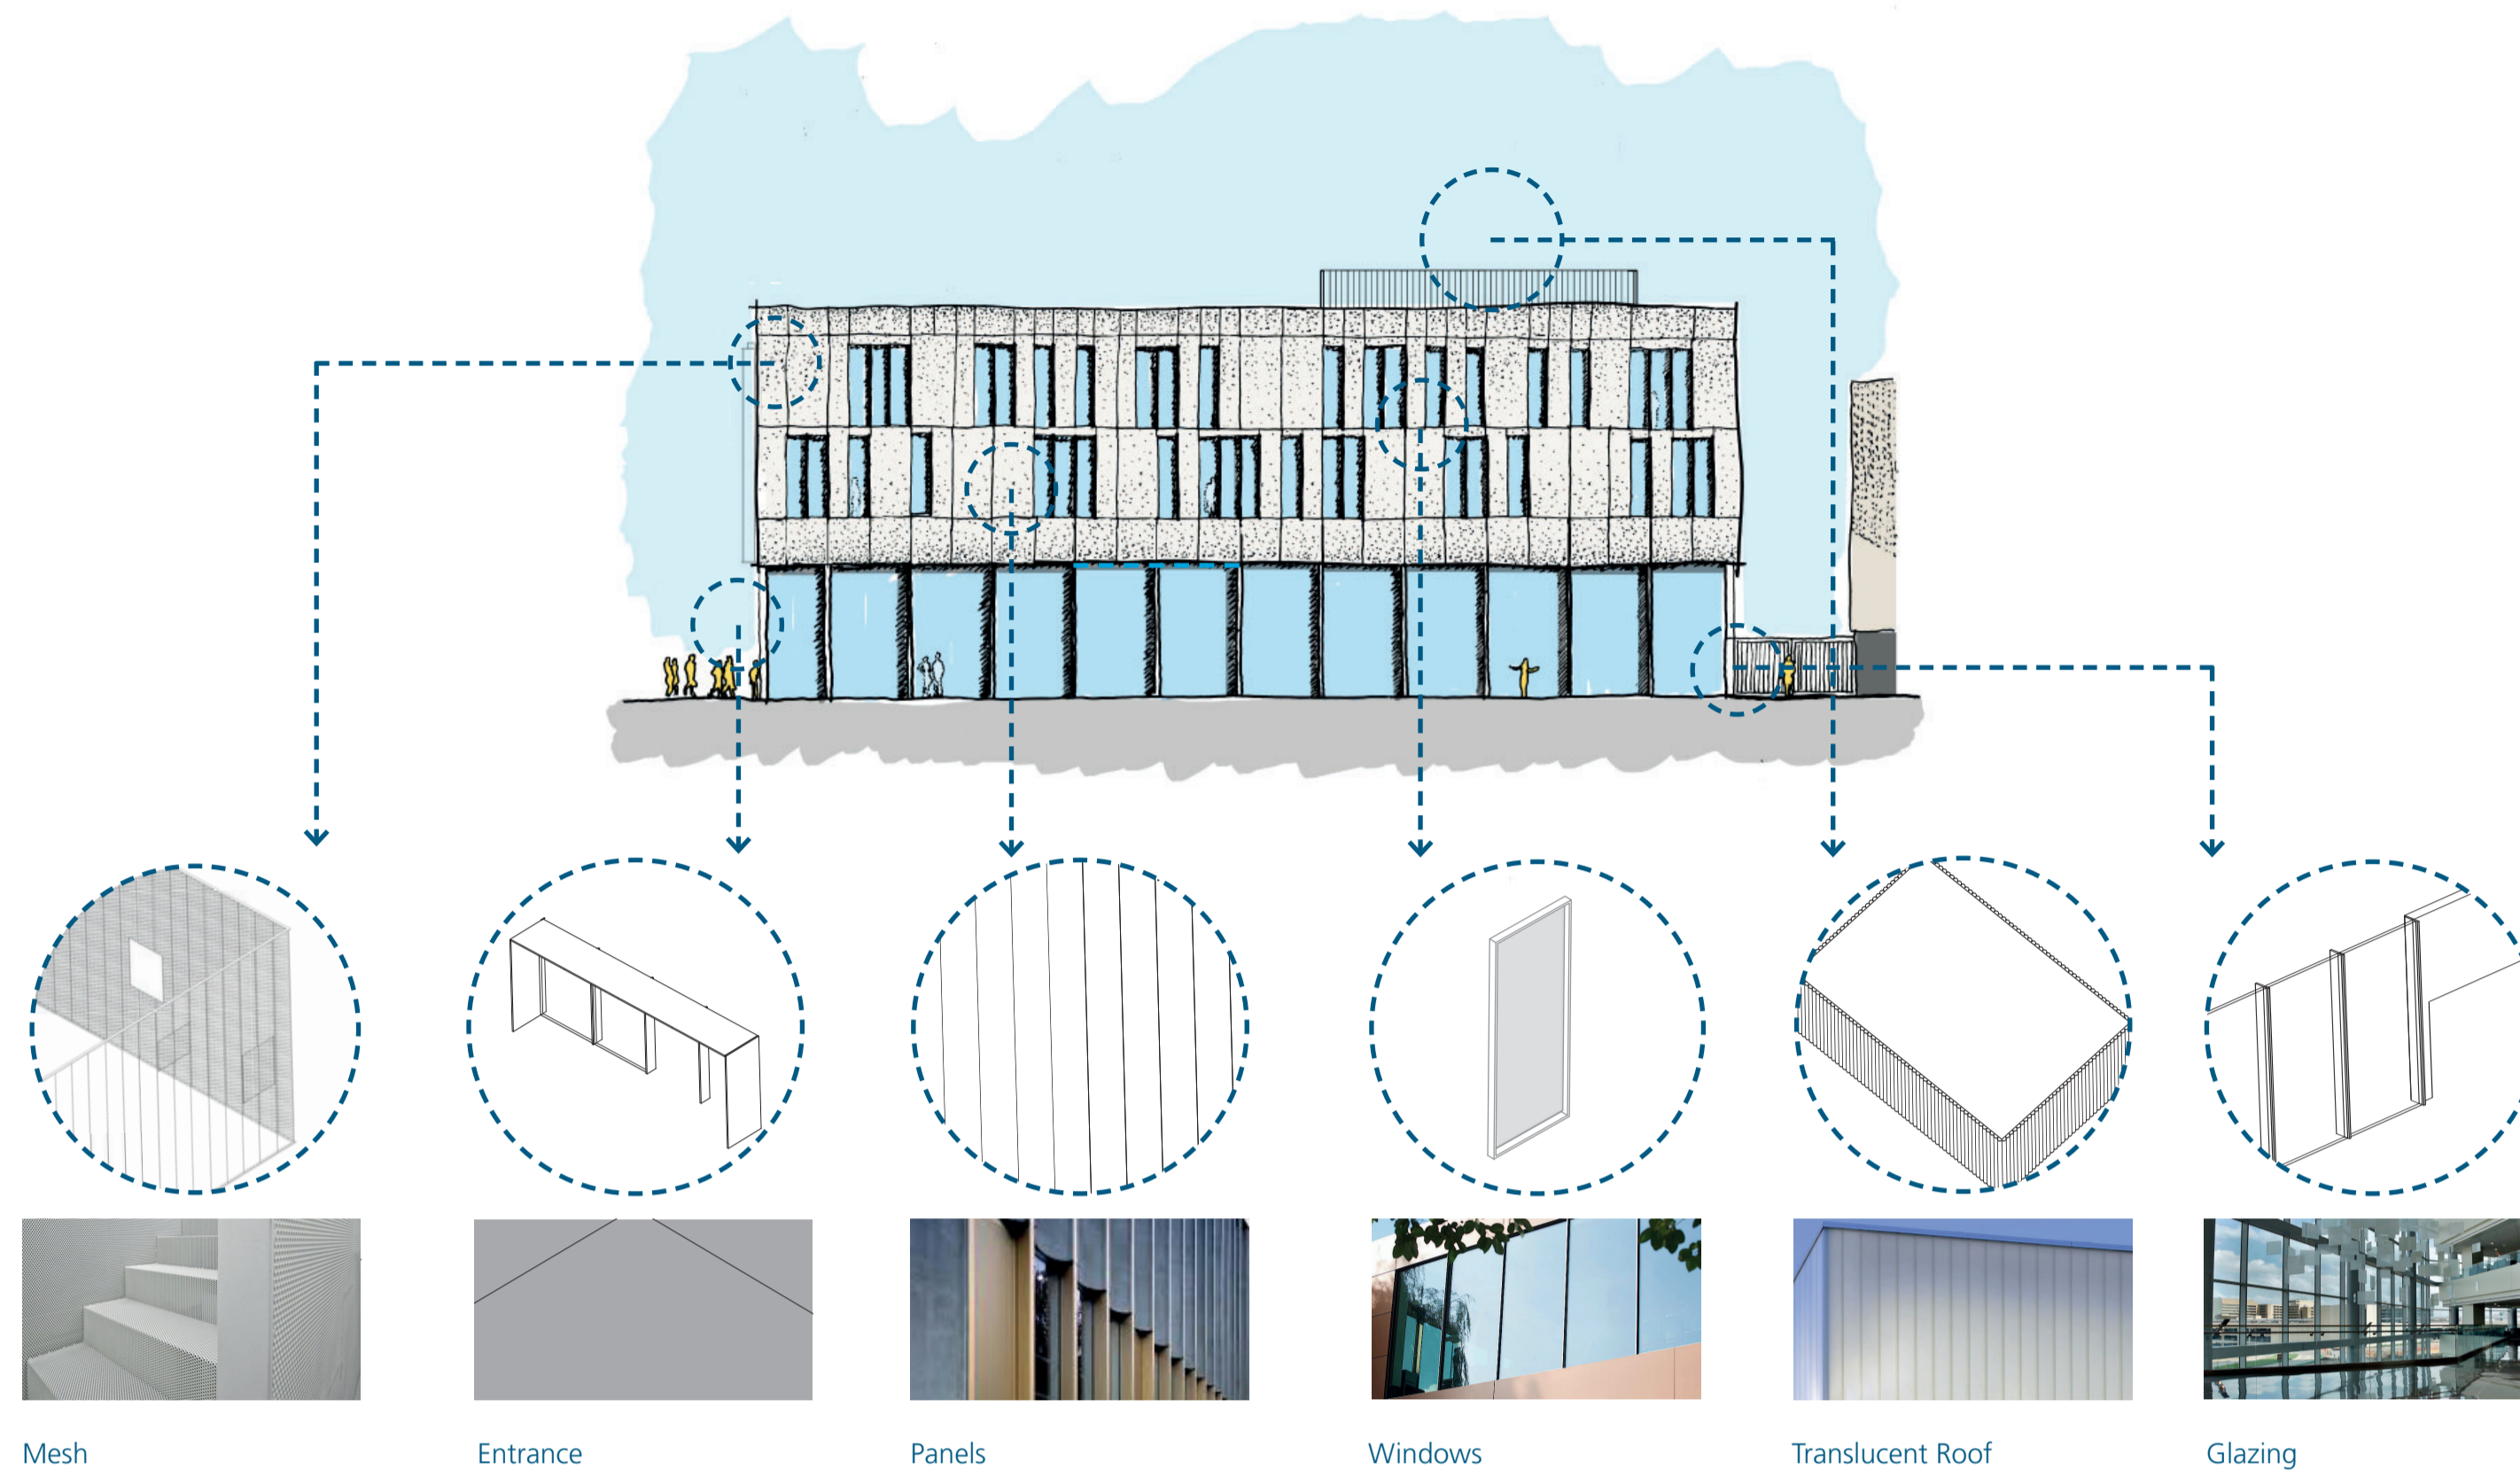 Mesh
Entrance
Panels
Windows
Translucent Roof
Glazing